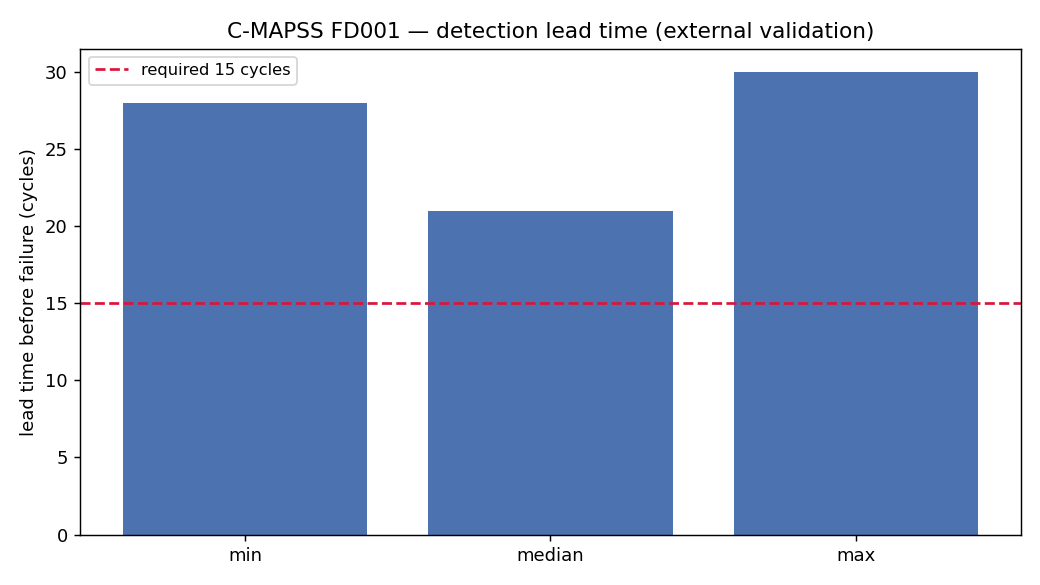 C-MAPSS FD001 — detection lead time (external validation)
required 15 cycles
lead time before failure (cycles)
30
25
20
15
10
5
0
min
median
max